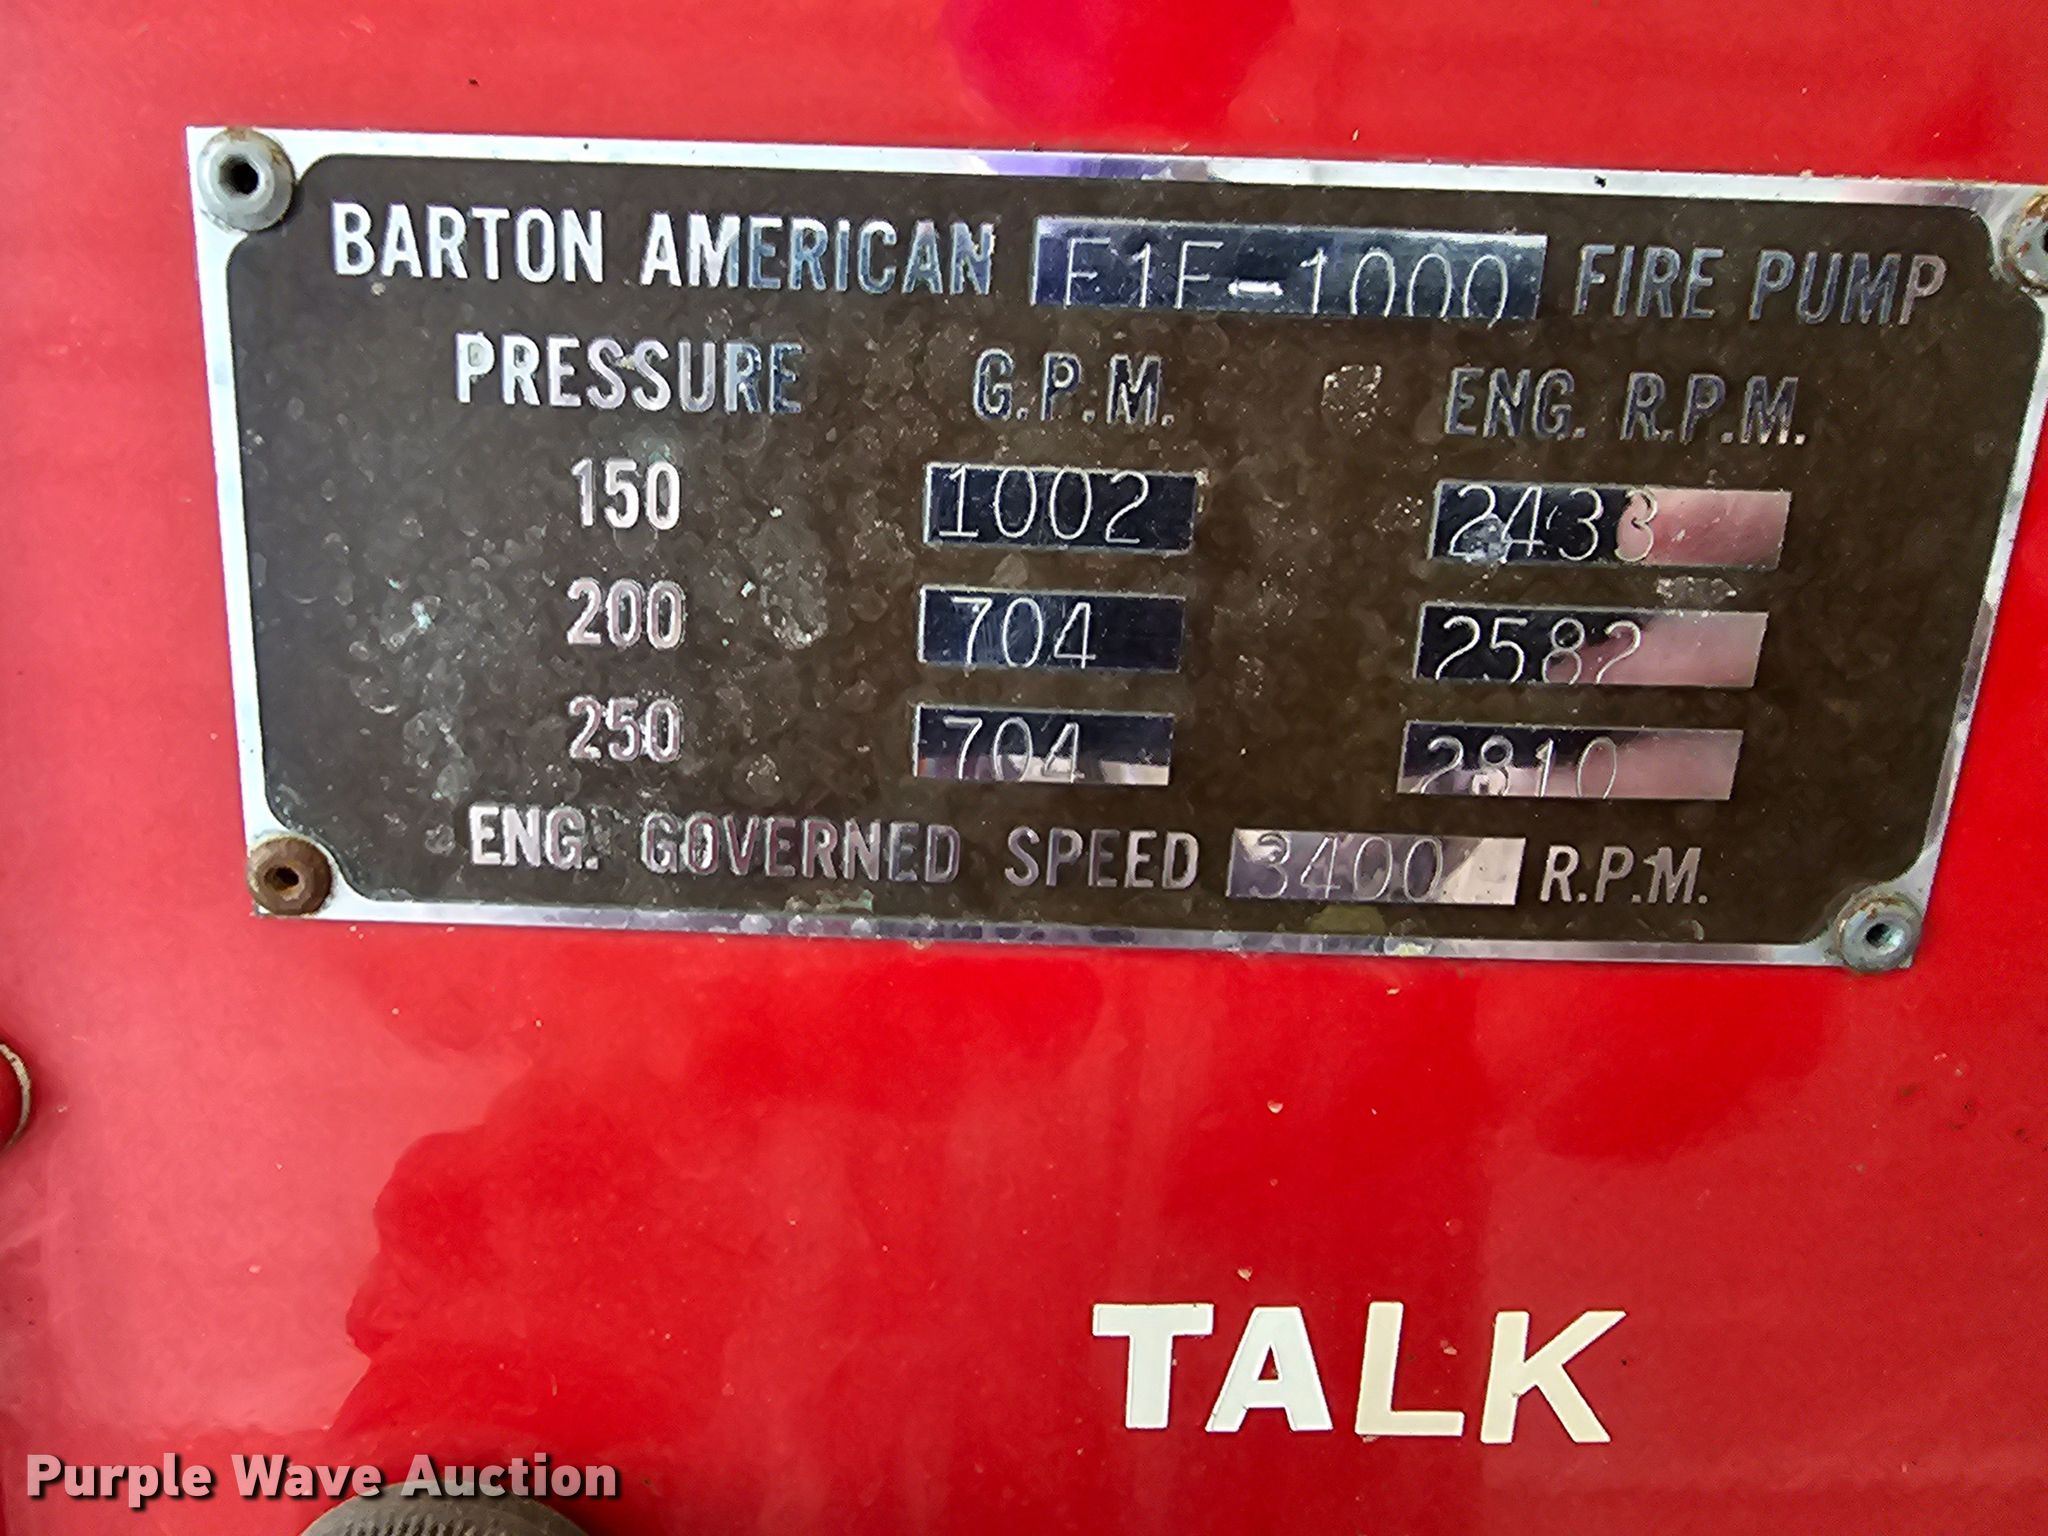 BARTON AMERICAN F1F-1000 FIRE PUMP
PRESSURE G.P.M. ENG. R.P.M.
150 1002 2433
200 704 2582
250 704 2810
ENG. GOVERNED SPEED 3400 R.P.M.
TALK
Purple Wave Auction